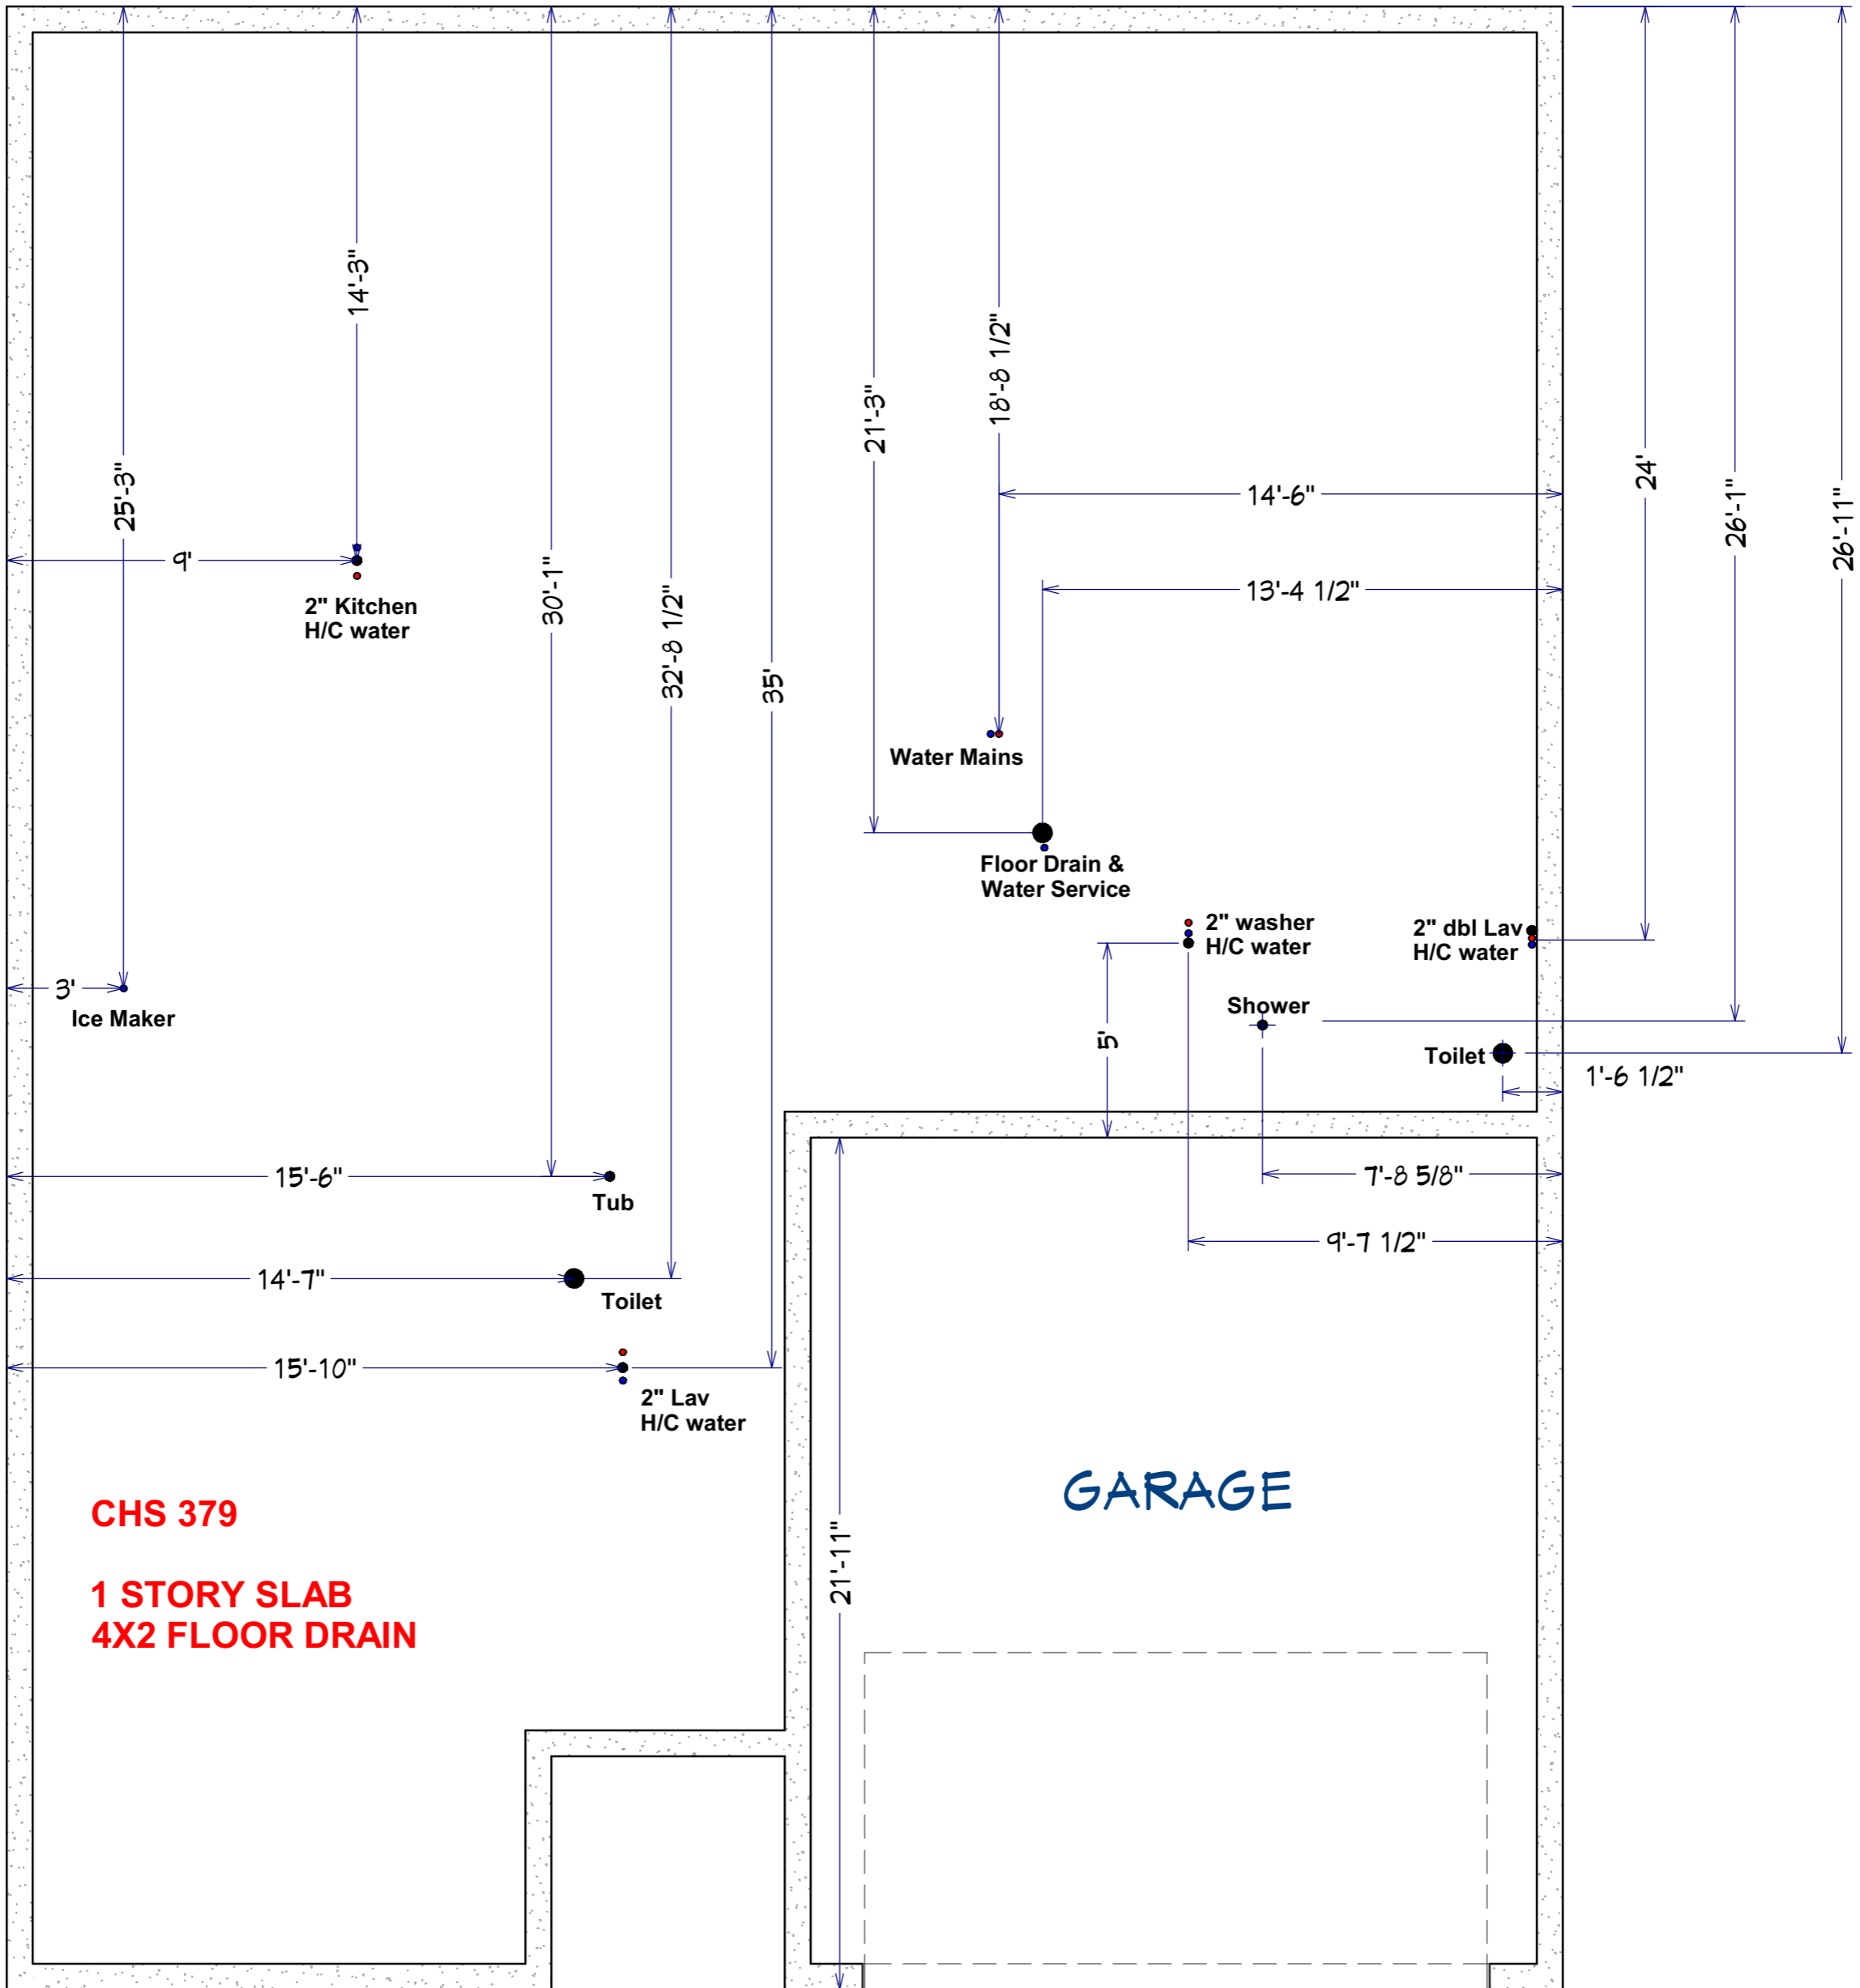 14'-3"
18'-8 1/2"
21'-3"
24'
25'-3"
14'-6"
26'-1"
26'-11"
9'
30'-1"
13'-4 1/2"
2" Kitchen
H/C water
32'-8 1/2"
35'
Water Mains
Floor Drain &
Water Service
2" washer
H/C water
2" dbl Lav
H/C water
3'
Ice Maker
Shower
5'
Toilet
1'-6 1/2"
15'-6"
Tub
7'-8 5/8"
9'-7 1/2"
14'-7"
Toilet
15'-10"
2" Lav
H/C water
GARAGE
CHS 379
21'-11"
1 STORY SLAB
4X2 FLOOR DRAIN